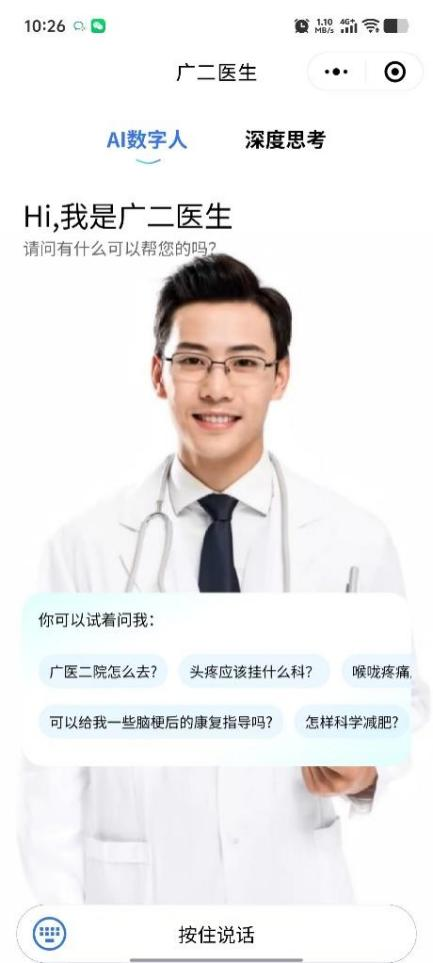 10:26
1.10
MB/s
4G+
广二医生
AI数字人
深度思考
Hi,我是广二医生
请问有什么可以帮您的吗?
你可以试着问我：
广医二院怎么去?
头疼应该挂什么科?
喉咙疼痛
可以给我一些脑梗后的康复指导吗?
怎样科学减肥?
按住说话